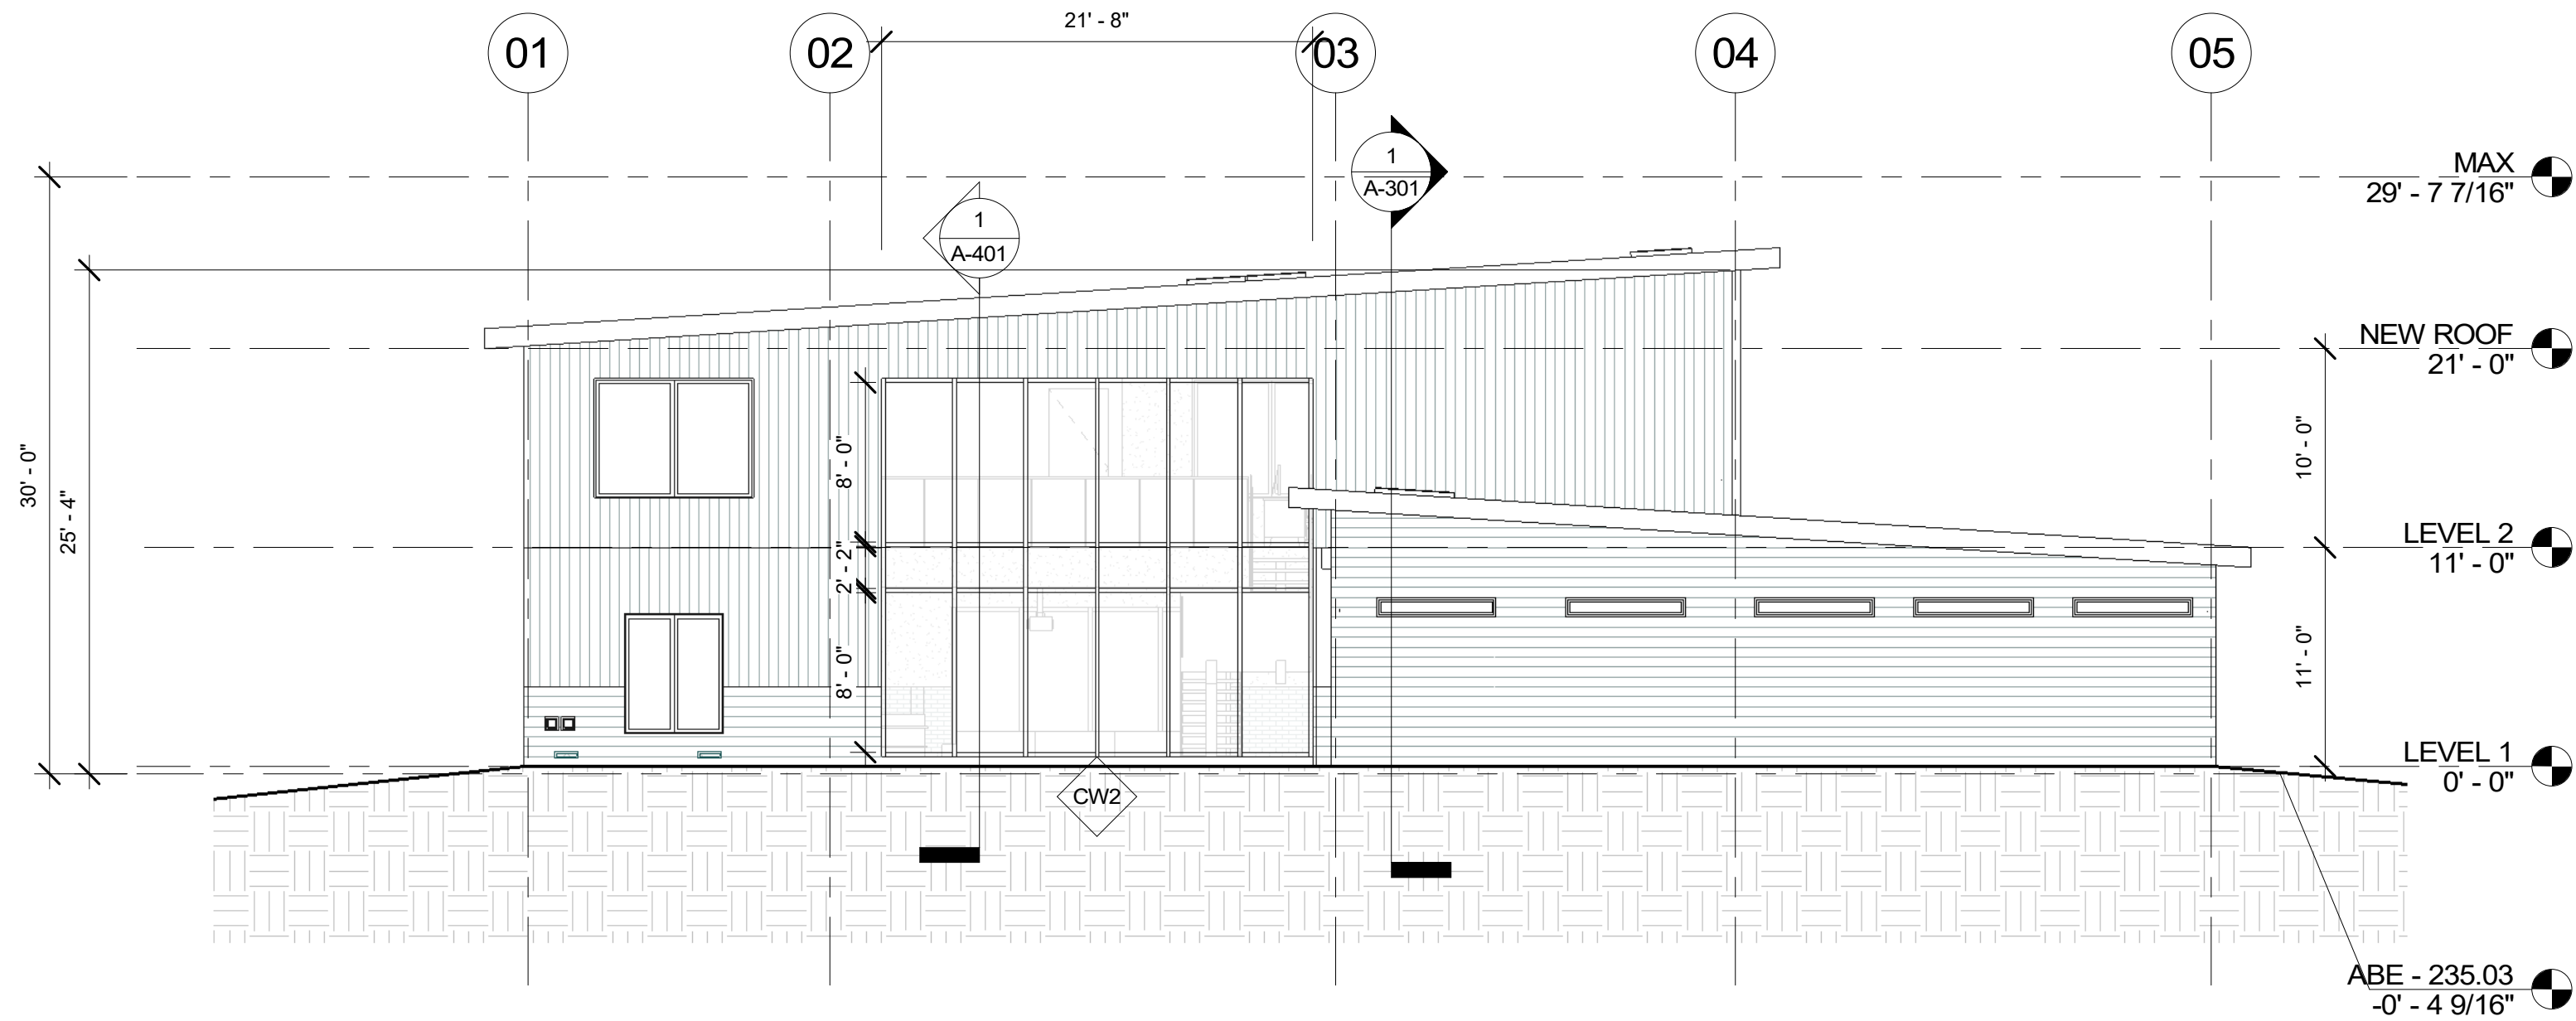 21' - 8"
01
02
03
04
05
1
A-301
MAX
29' - 7 7/16"
1
A-401
NEW ROOF
21' - 0"
30' - 0"
25' - 4"
8' - 0"
10' - 0"
2' - 2"
LEVEL 2
11' - 0"
8' - 0"
11' - 0"
LEVEL 1
0' - 0"
CW2
ABE - 235.03
-0' - 4 9/16"